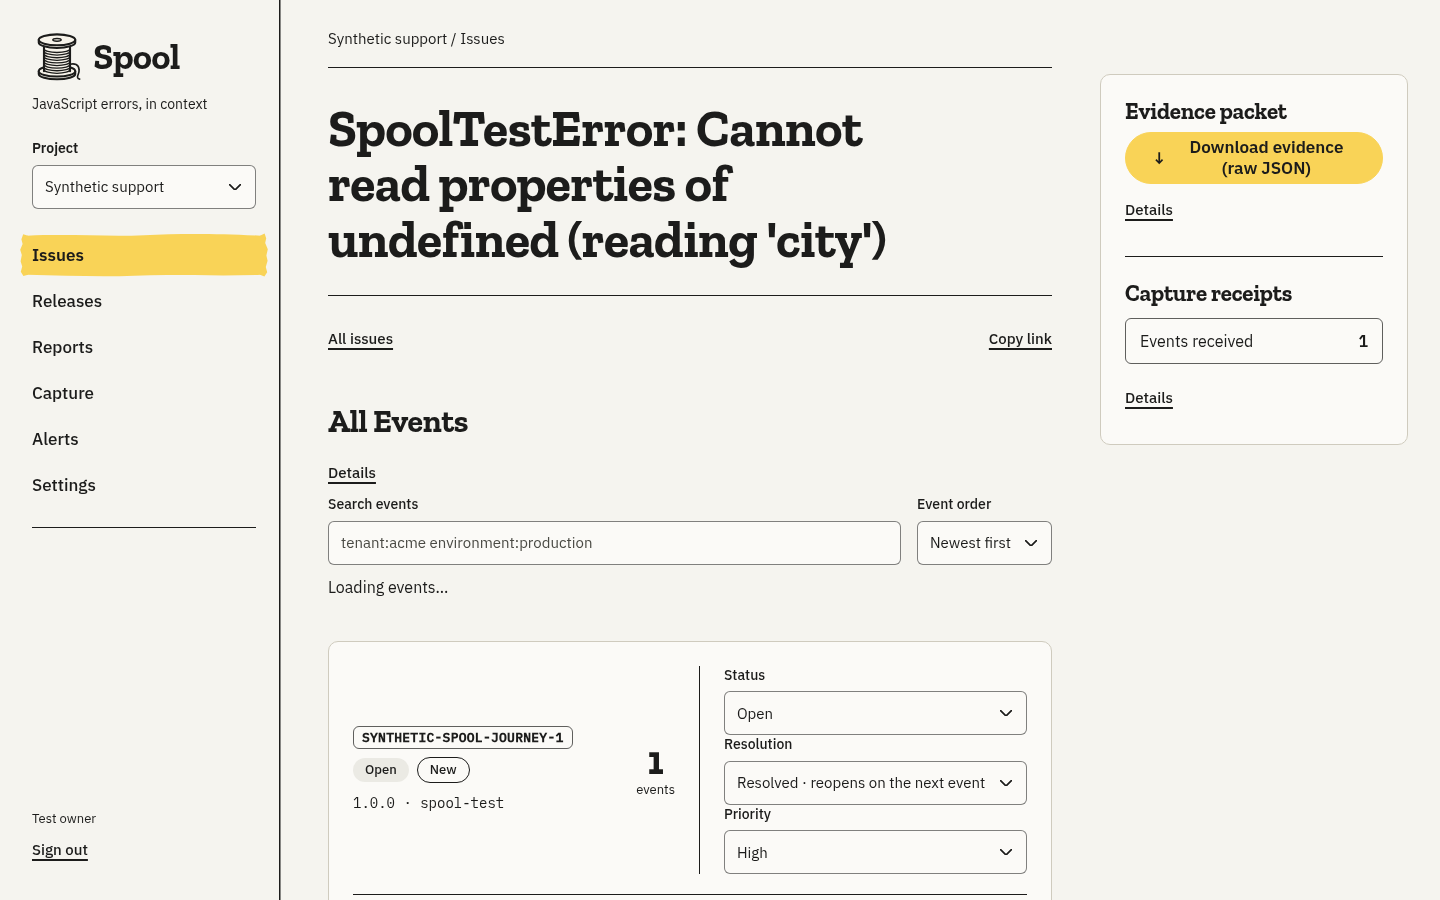 Spool
JavaScript errors, in context
Project
Synthetic support
Issues
Releases
Reports
Capture
Alerts
Settings
Test owner
Sign out
Synthetic support / Issues
SpoolTestError: Cannot
read properties of
undefined (reading 'city')
All issues
Copy link
All Events
Details
Search events
Event order
tenant:acme environment:production
Newest first
Loading events...
SYNTHETIC-SPOOL-JOURNEY-1
Open
New
1.0.0 · spool-test
1
events
Status
Open
Resolution
Resolved · reopens on the next event
Priority
High
Evidence packet
↓ Download evidence
(raw JSON)
Details
Capture receipts
Events received 1
Details